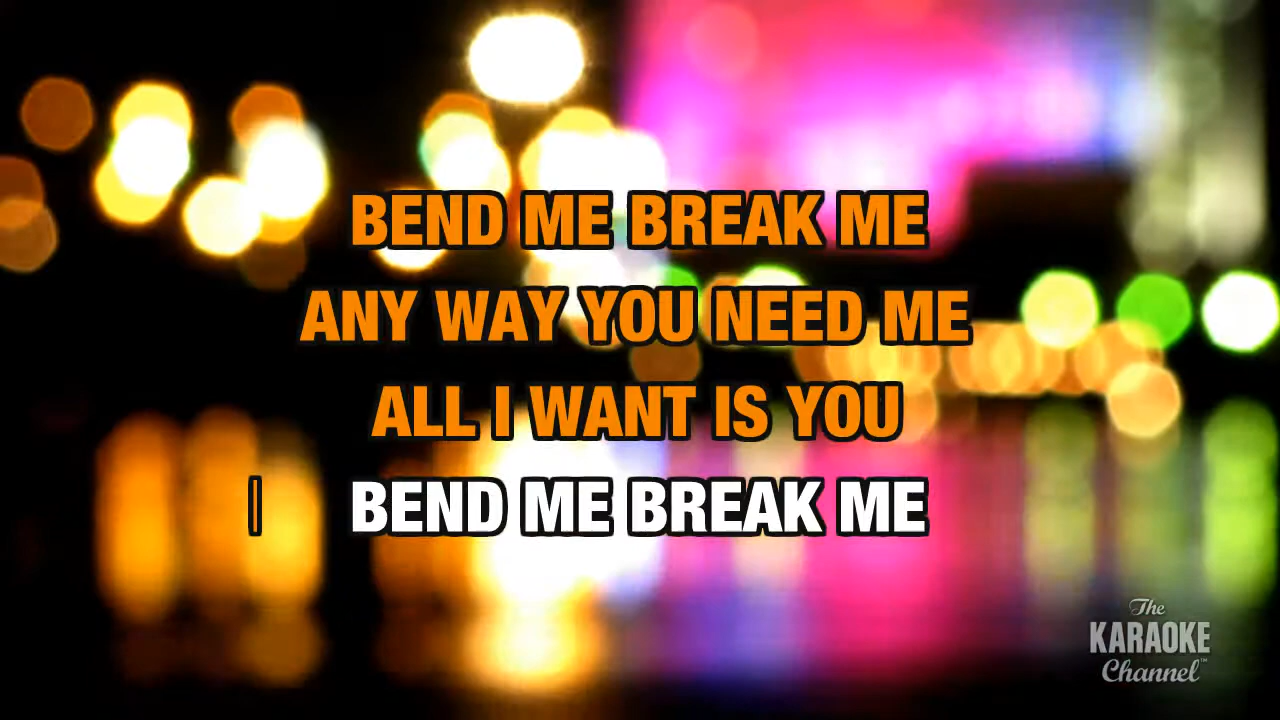 BEND ME BREAK ME
ANY WAY YOU NEED ME
ALL I WANT IS YOU
BEND ME BREAK ME
The
KARAOKE
Channel™